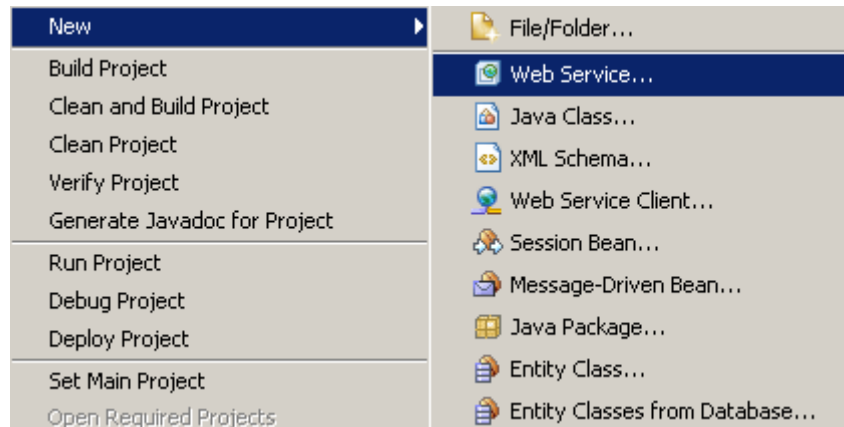 New
Build Project
Clean and Build Project
Clean Project
Verify Project
Generate Javadoc for Project
Run Project
Debug Project
Deploy Project
Set Main Project
Open Required Projects
File/Folder...
Web Service...
Java Class...
XML Schema...
Web Service Client...
Session Bean...
Message-Driven Bean...
Java Package...
Entity Class...
Entity Classes from Database...